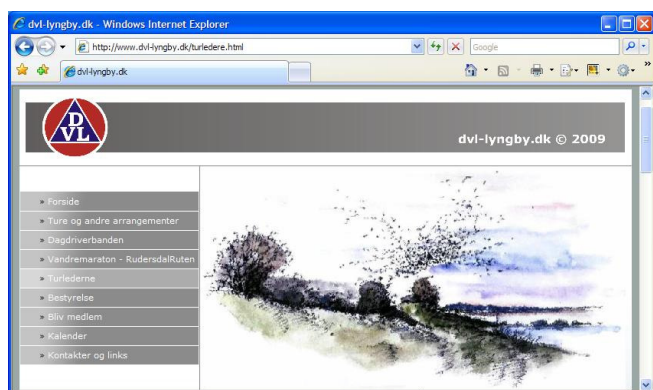 dvl-lyngby.dk - Windows Internet Explorer
http://www.dvl-lyngby.dk/turledere.html
Google
dvl-lyngby.dk
DVL
dvl-lyngby.dk © 2009
» Forside
» Ture og andre arrangementer
» Dagdriverbanden
» Vandremaraton - RudersdalRuten
» Turlederne
» Bestyrelse
» Bliv medlem
» Kalender
» Kontakter og links